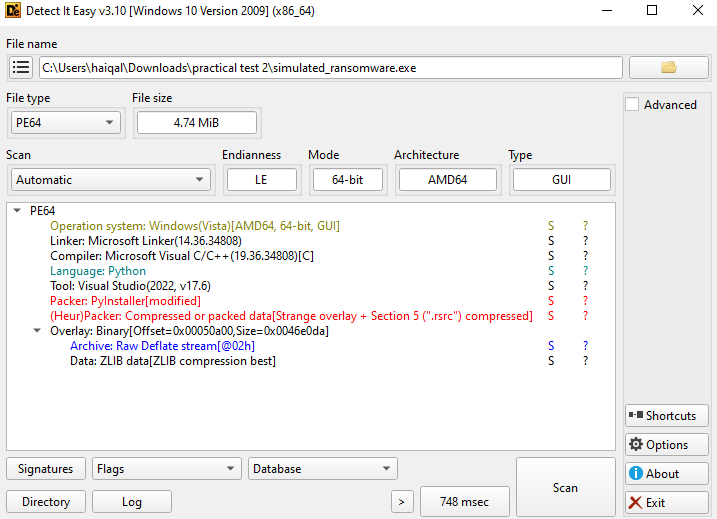 Detect It Easy v3.10 [Windows 10 Version 2009] (x86_64)
File name
C:\Users\haiqal\Downloads\practical test 2\simulated_ransomware.exe
File type
File size
Advanced
PE64
4.74 MiB
Scan
Endianness
Mode
Architecture
Type
Automatic
LE
64-bit
AMD64
GUI
PE64
Operation system: Windows(Vista)[AMD64, 64-bit, GUI] S ?
Linker: Microsoft Linker(14.36.34808) S ?
Compiler: Microsoft Visual C/C++(19.36.34808)[C] S ?
Language: Python S ?
Tool: Visual Studio(2022, v17.6) S ?
Packer: PyInstaller[modified] S ?
(Heur)Packer: Compressed or packed data[Strange overlay + Section 5 (".rsrc") compressed] S ?
Overlay: Binary[Offset=0x00050a00,Size=0x0046e0da]
Archive: Raw Deflate stream[@02h] S ?
Data: ZLIB data[ZLIB compression best] S ?
Shortcuts
Options
Signatures
Flags
Database
Scan
About
Directory
Log
>
748 msec
Exit